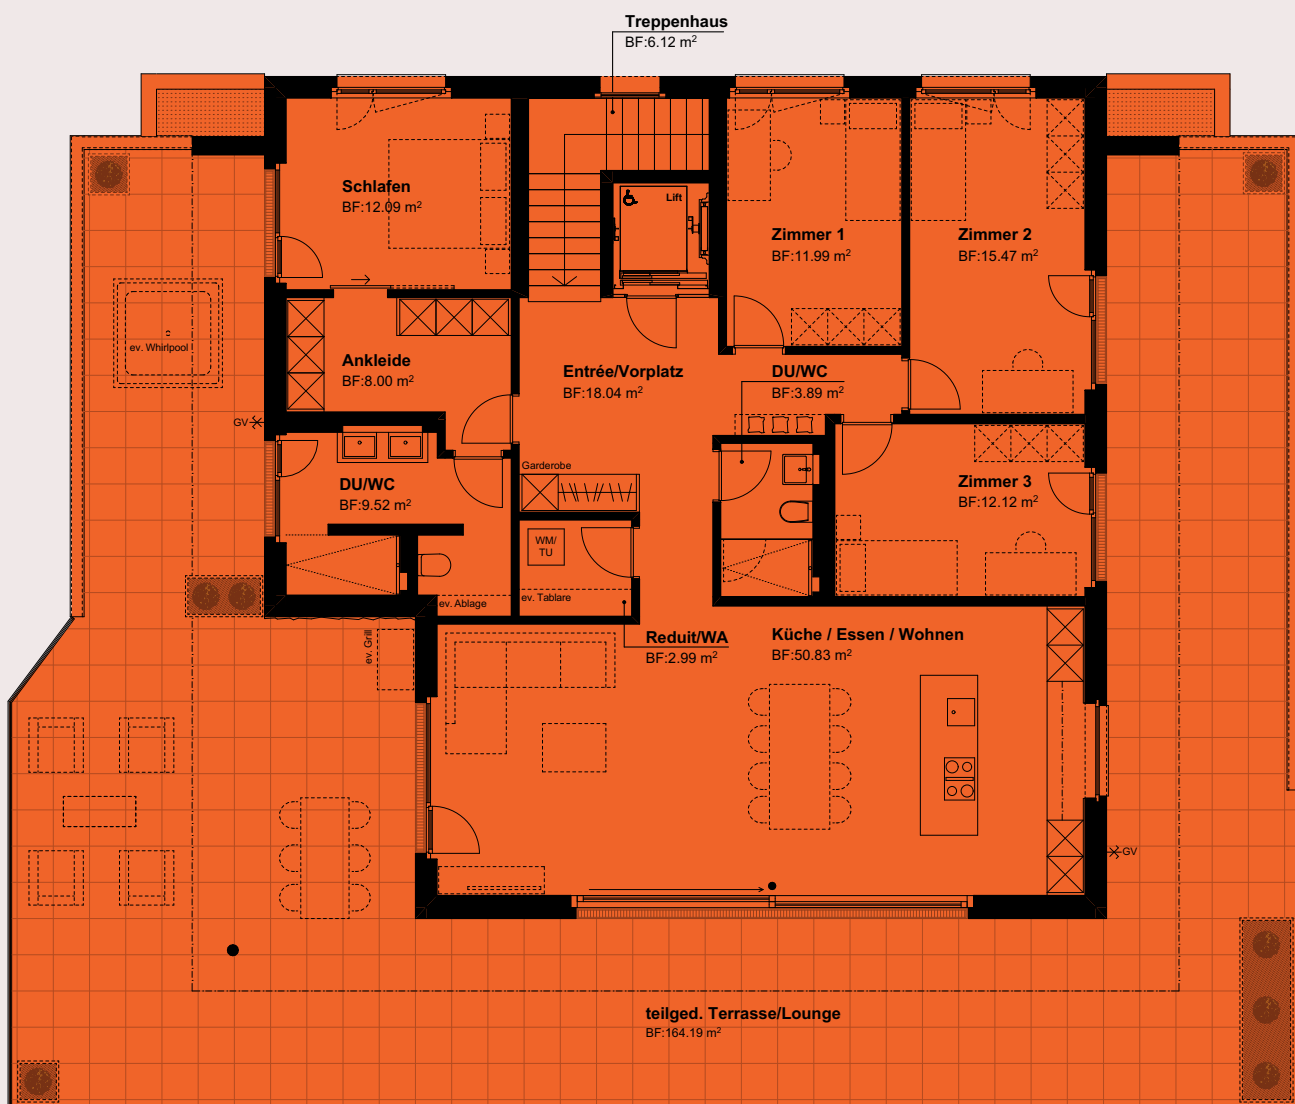 Treppenhaus
BF:6.12 m²
Schlafen
BF:12.09 m²
Lift
Zimmer 1
BF:11.99 m²
Zimmer 2
BF:15.47 m²
ev. Whirlpool
Ankleide
BF:8.00 m²
Entrée/Vorplatz
BF:18.04 m²
DU/WC
BF:3.89 m²
GV
Garderobe
DU/WC
BF:9.52 m²
Zimmer 3
BF:12.12 m²
WM/
TU
ev. Ablage
ev. Tablare
ev. Grill
Reduit/WA
BF:2.99 m²
Küche / Essen / Wohnen
BF:50.83 m²
GV
teilged. Terrasse/Lounge
BF:164.19 m²